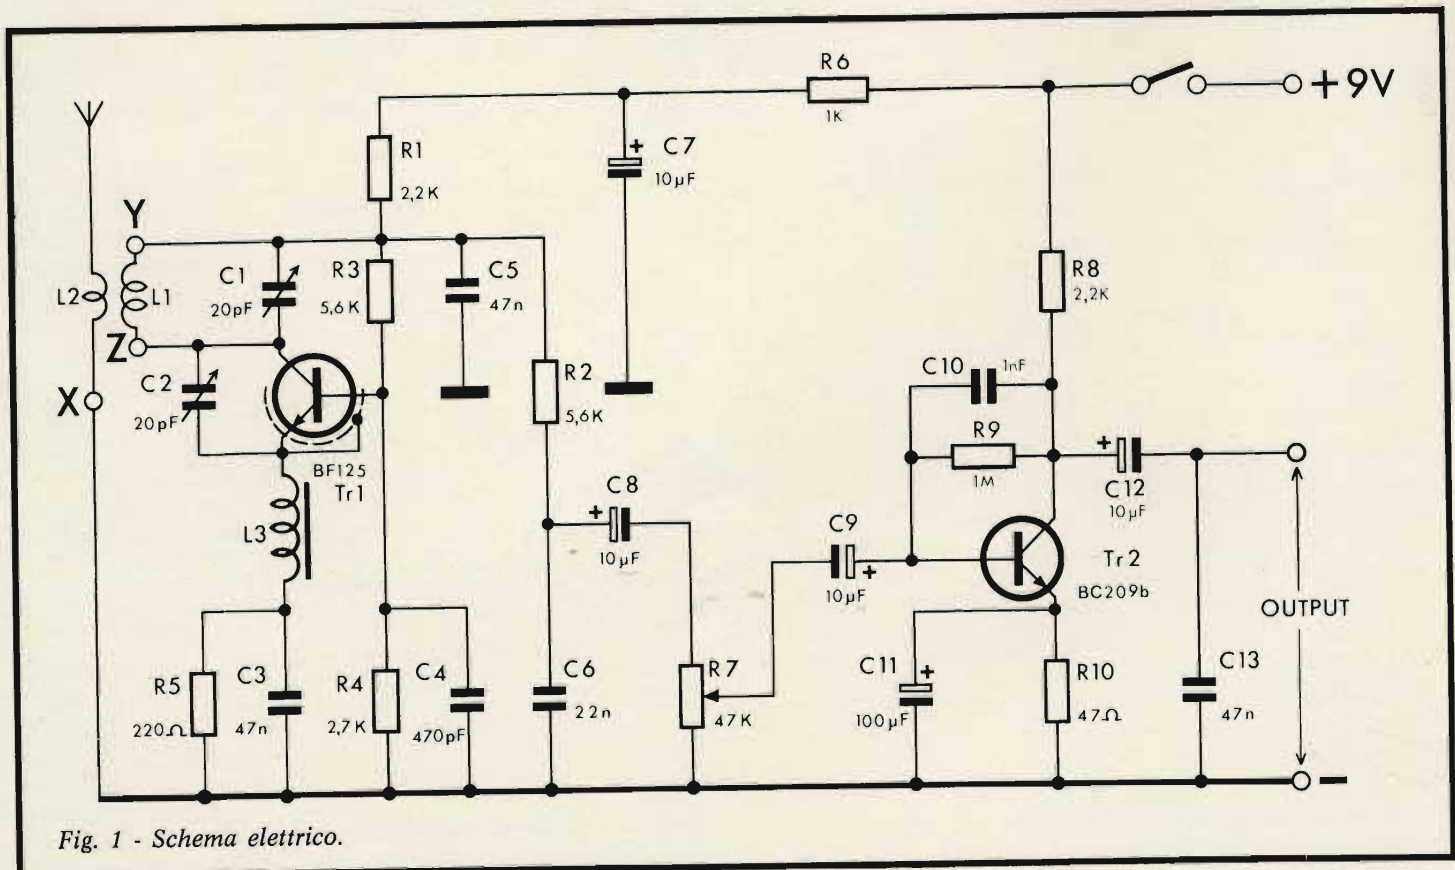 R6
1K
+9V
R1
2,2K
+
C7
10µF
Y
L2
L1
C1
20pF
R3
5,6K
C5
47n
R8
2,2K
Z
C2
20pF
X
R2
5,6K
C10
1nF
R9
1M
BF125
Tr1
L3
C8
+
10µF
C9
+
10µF
+
C12
10µF
Tr2
BC209b
OUTPUT
R5
220Ω
C3
47n
R4
2,7K
C4
470pF
C6
22n
R7
47K
C11
+
100µF
R10
47Ω
C13
47n
−
Fig. 1 - Schema elettrico.